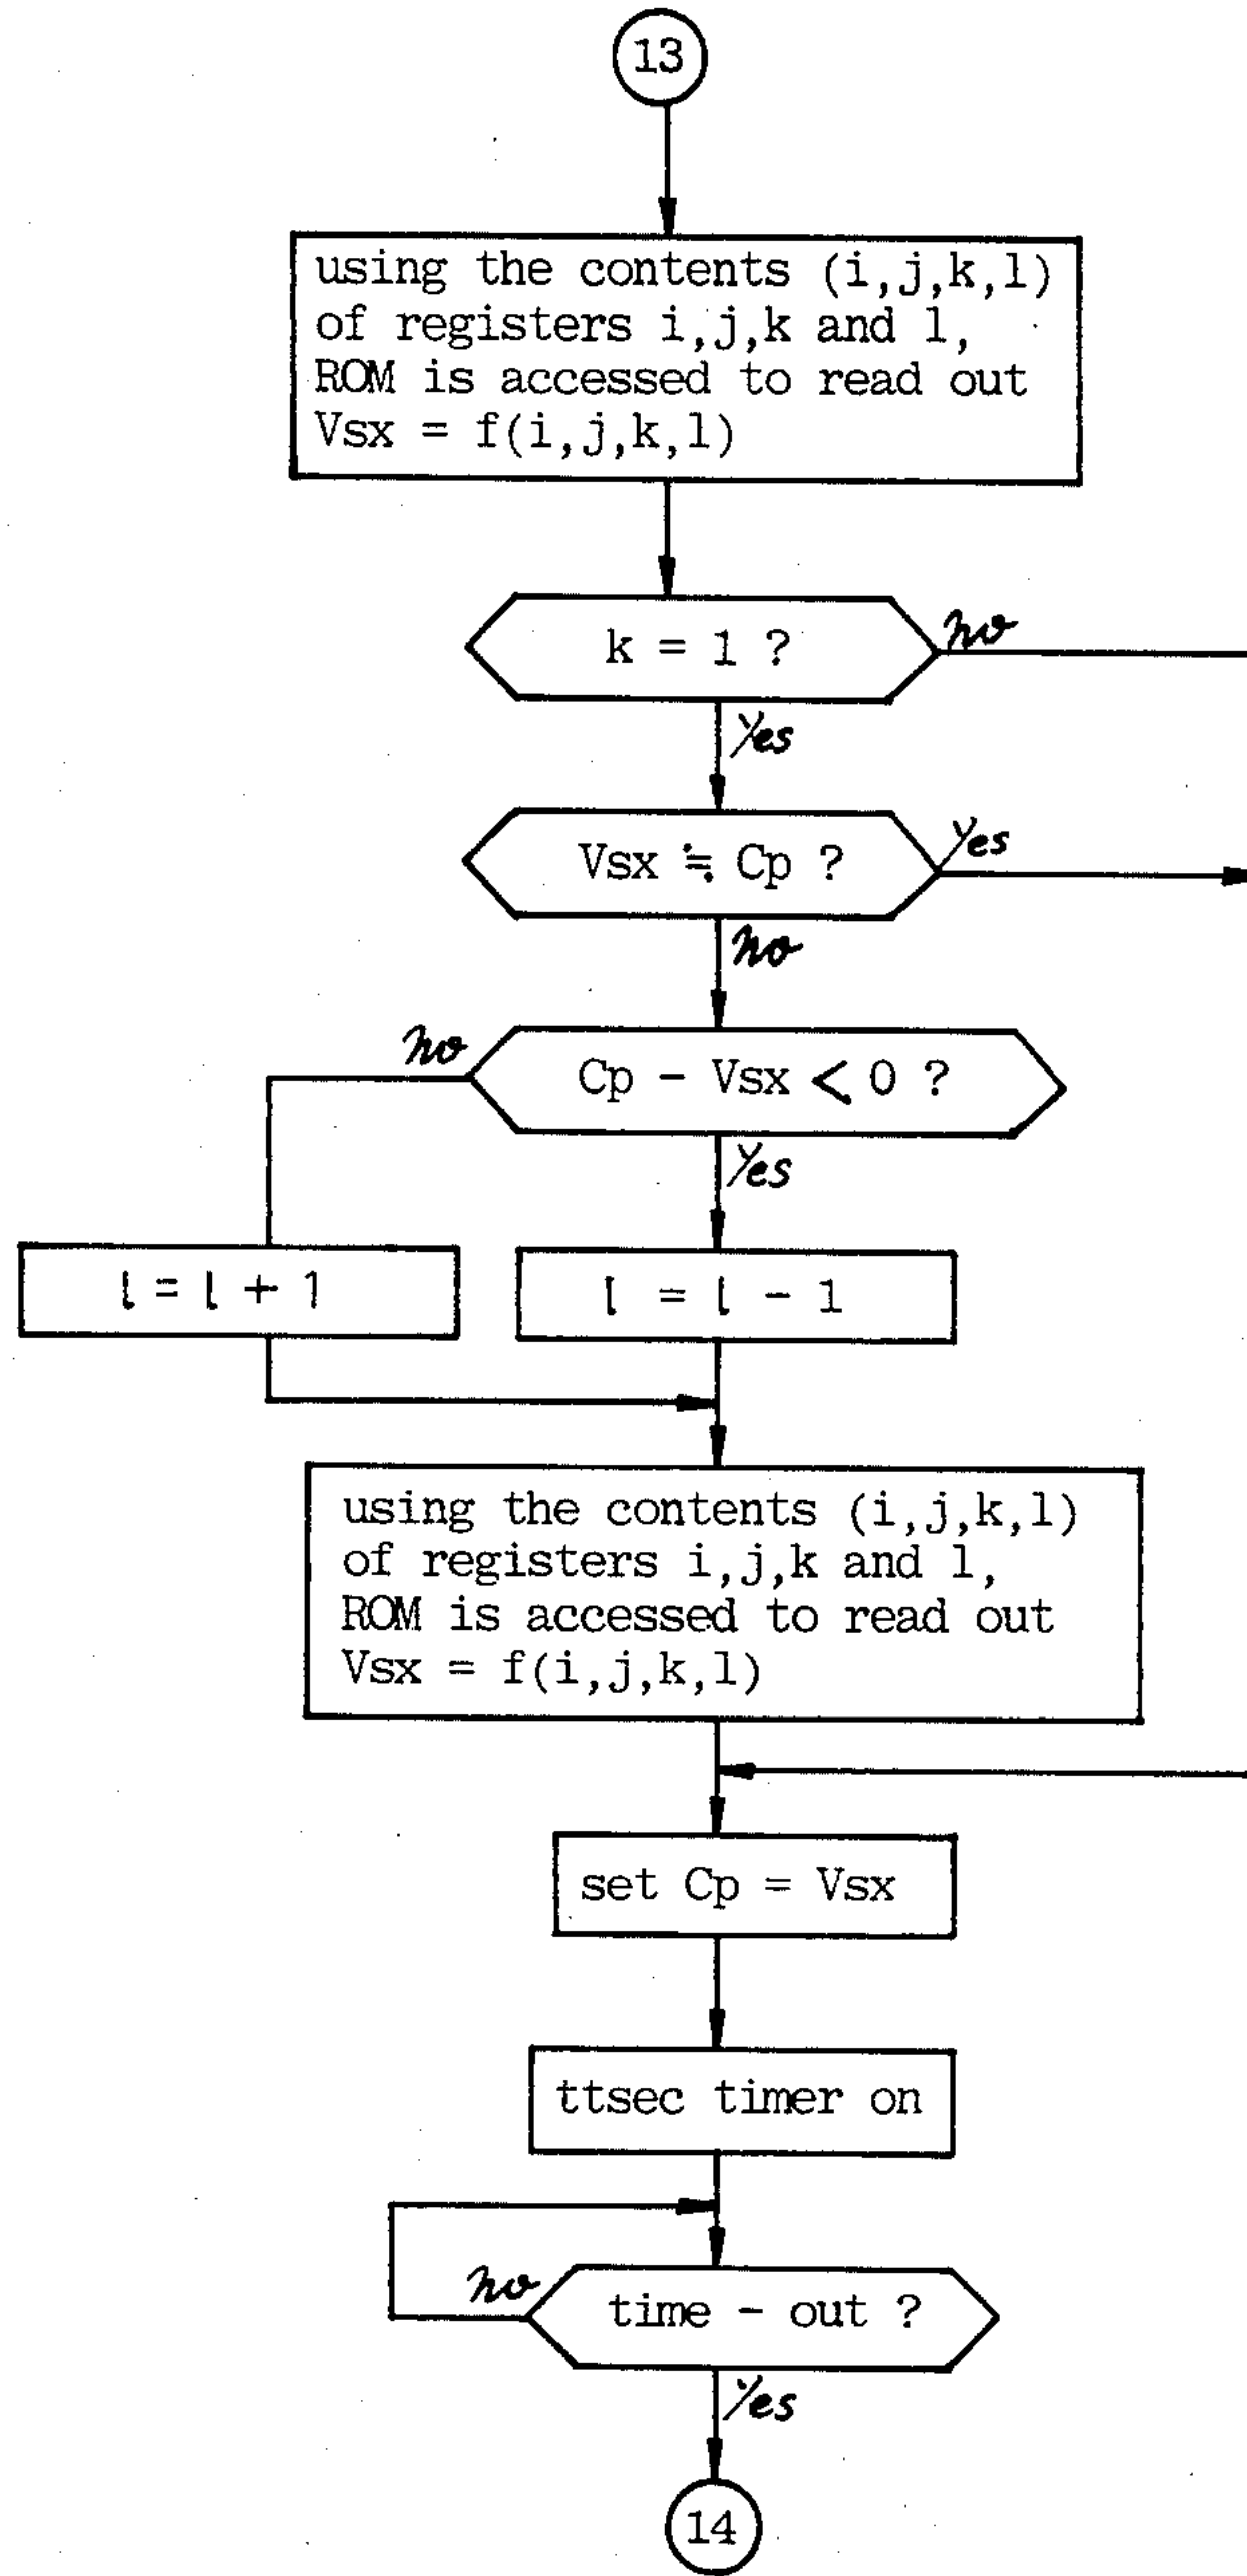 13
using the contents (i,j,k,l)
of registers i,j,k and l,
ROM is accessed to read out
Vsx = f(i,j,k,l)
k = 1 ?
no
Yes
Vsx ≒ Cp ?
Yes
no
no
Cp - Vsx < 0 ?
Yes
l = l + 1
l = l - 1
using the contents (i,j,k,l)
of registers i,j,k and l,
ROM is accessed to read out
Vsx = f(i,j,k,l)
set Cp = Vsx
ttsec timer on
no
time - out ?
Yes
14